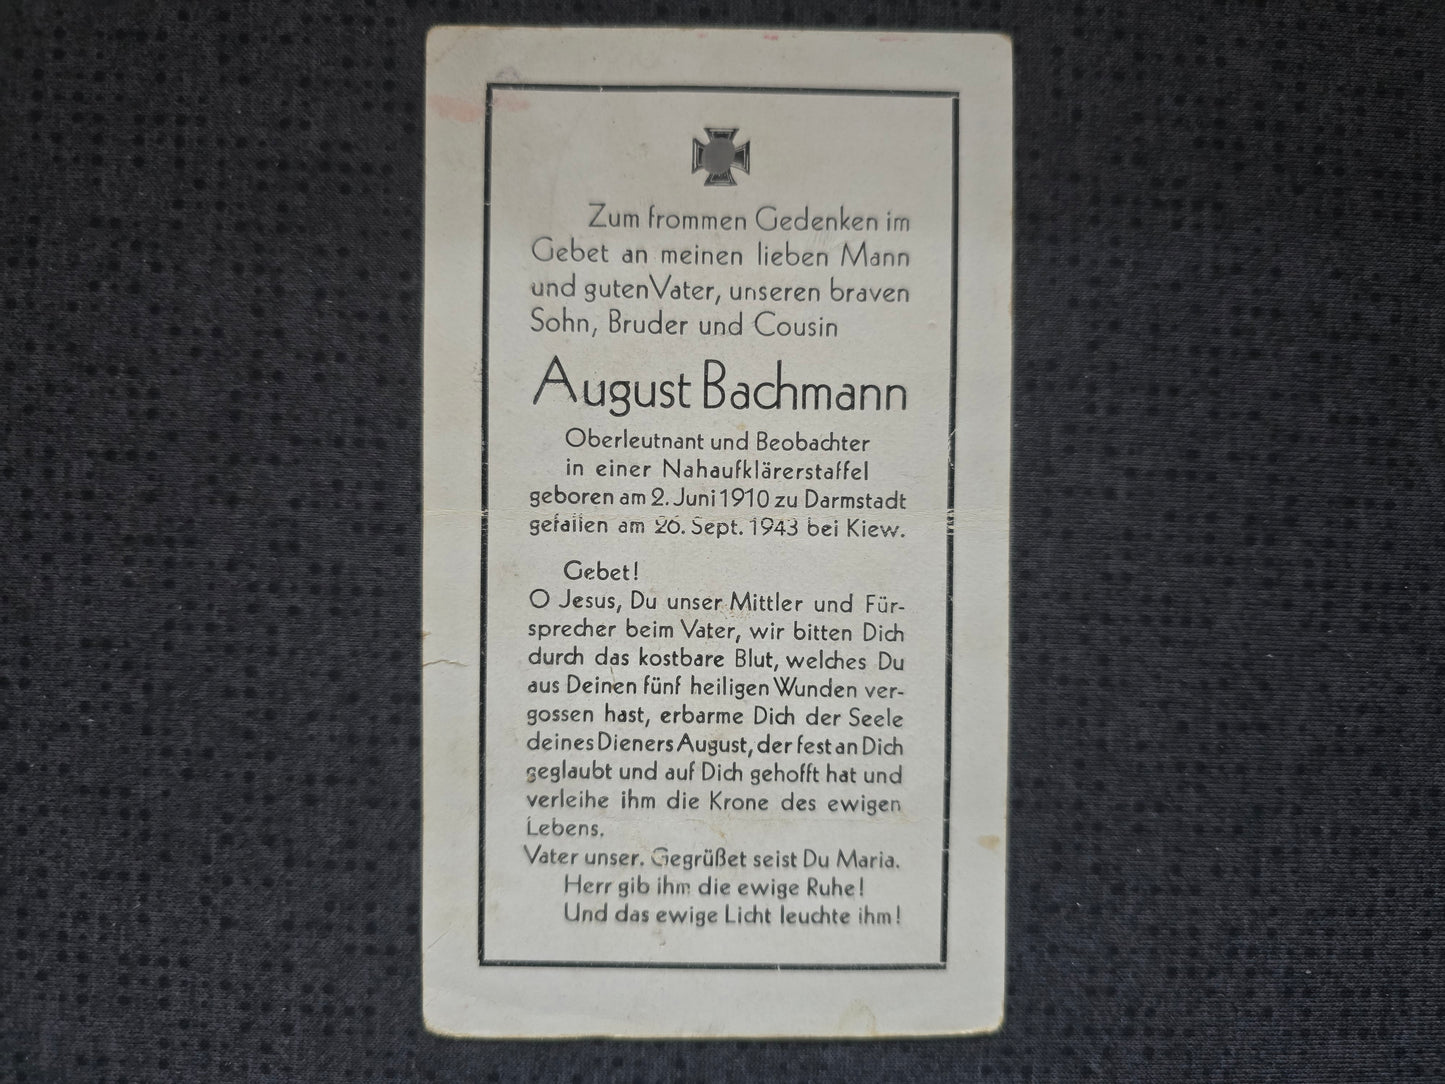 Zum frommen Gedenken im
Gebet an meinen lieben Mann
und guten Vater, unseren braven
Sohn, Bruder und Cousin
August Bachmann
Oberleutnant und Beobachter
in einer Nahaufklärerstaffel
geboren am 2. Juni 1910 zu Darmstadt
gefallen am 26. Sept. 1943 bei Kiew.
Gebet!
O Jesus, Du unser Mittler und Für-
sprecher beim Vater, wir bitten Dich
durch das kostbare Blut, welches Du
aus Deinen fünf heiligen Wunden ver-
gossen hast, erbarme Dich der Seele
deines Dieners August, der fest an Dich
geglaubt und auf Dich gehofft hat und
verleihe ihm die Krone des ewigen
Lebens.
Vater unser. Gegrüßet seist Du Maria.
Herr gib ihm die ewige Ruhe!
Und das ewige Licht leuchte ihm!